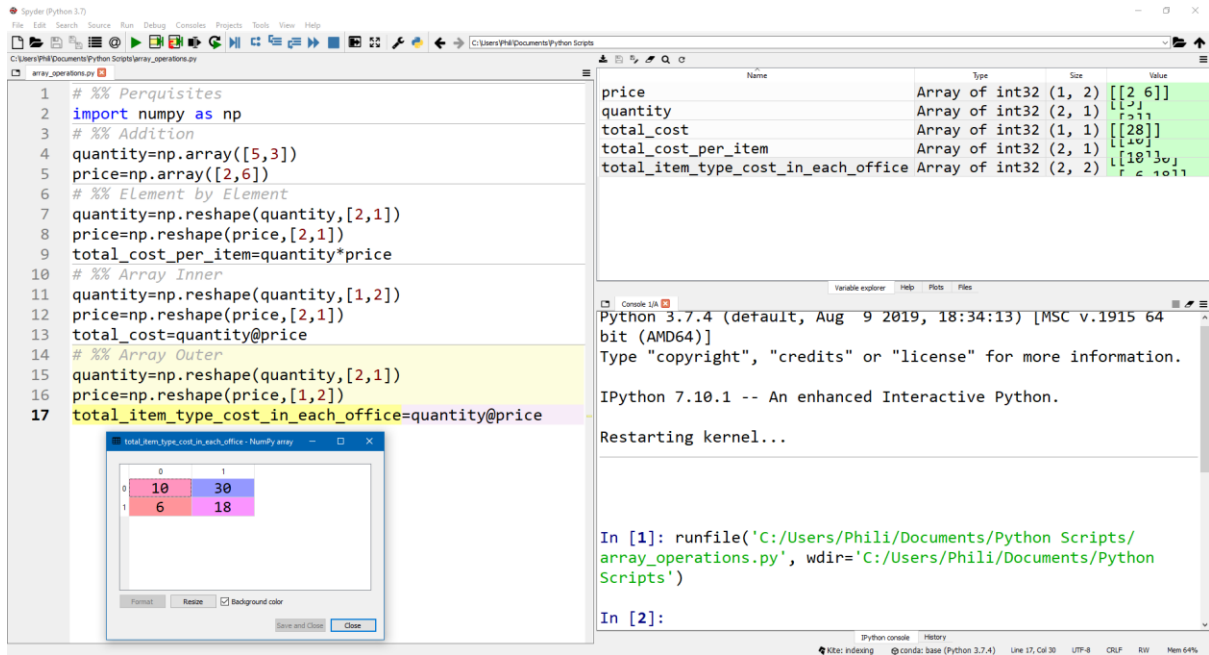 Spyder (Python 3.7)
File Edit Search Source Run Debug Consoles Projects Tools View Help
C:\Users\Phili\Documents\Python Scripts
C:\Users\Phili\Documents\Python Scripts\array_operations.py
array_operations.py
1 # %% Perquisites
2 import numpy as np
3 # %% Addition
4 quantity=np.array([5,3])
5 price=np.array([2,6])
6 # %% Element by Element
7 quantity=np.reshape(quantity,[2,1])
8 price=np.reshape(price,[2,1])
9 total_cost_per_item=quantity*price
10 # %% Array Inner
11 quantity=np.reshape(quantity,[1,2])
12 price=np.reshape(price,[2,1])
13 total_cost=quantity@price
14 # %% Array Outer
15 quantity=np.reshape(quantity,[2,1])
16 price=np.reshape(price,[1,2])
17 total_item_type_cost_in_each_office=quantity@price
total_item_type_cost_in_each_office - NumPy array
0 1
0 10 30
1 6 18
Format Resize Background color
Save and Close Close
Name Type Size Value
price Array of int32 (1, 2) [[2 6]]
quantity Array of int32 (2, 1)
total_cost Array of int32 (1, 1) [[28]]
total_cost_per_item Array of int32 (2, 1)
total_item_type_cost_in_each_office Array of int32 (2, 2)
Variable explorer Help Plots Files
Console 1/A
Python 3.7.4 (default, Aug 9 2019, 18:34:13) [MSC v.1915 64
bit (AMD64)]
Type "copyright", "credits" or "license" for more information.
IPython 7.10.1 -- An enhanced Interactive Python.
Restarting kernel...
In [1]: runfile('C:/Users/Phili/Documents/Python Scripts/
array_operations.py', wdir='C:/Users/Phili/Documents/Python
Scripts')
In [2]:
IPython console History
Kite: indexing conda: base (Python 3.7.4) Line 17, Col 30 UTF-8 CRLF RW Mem 64%